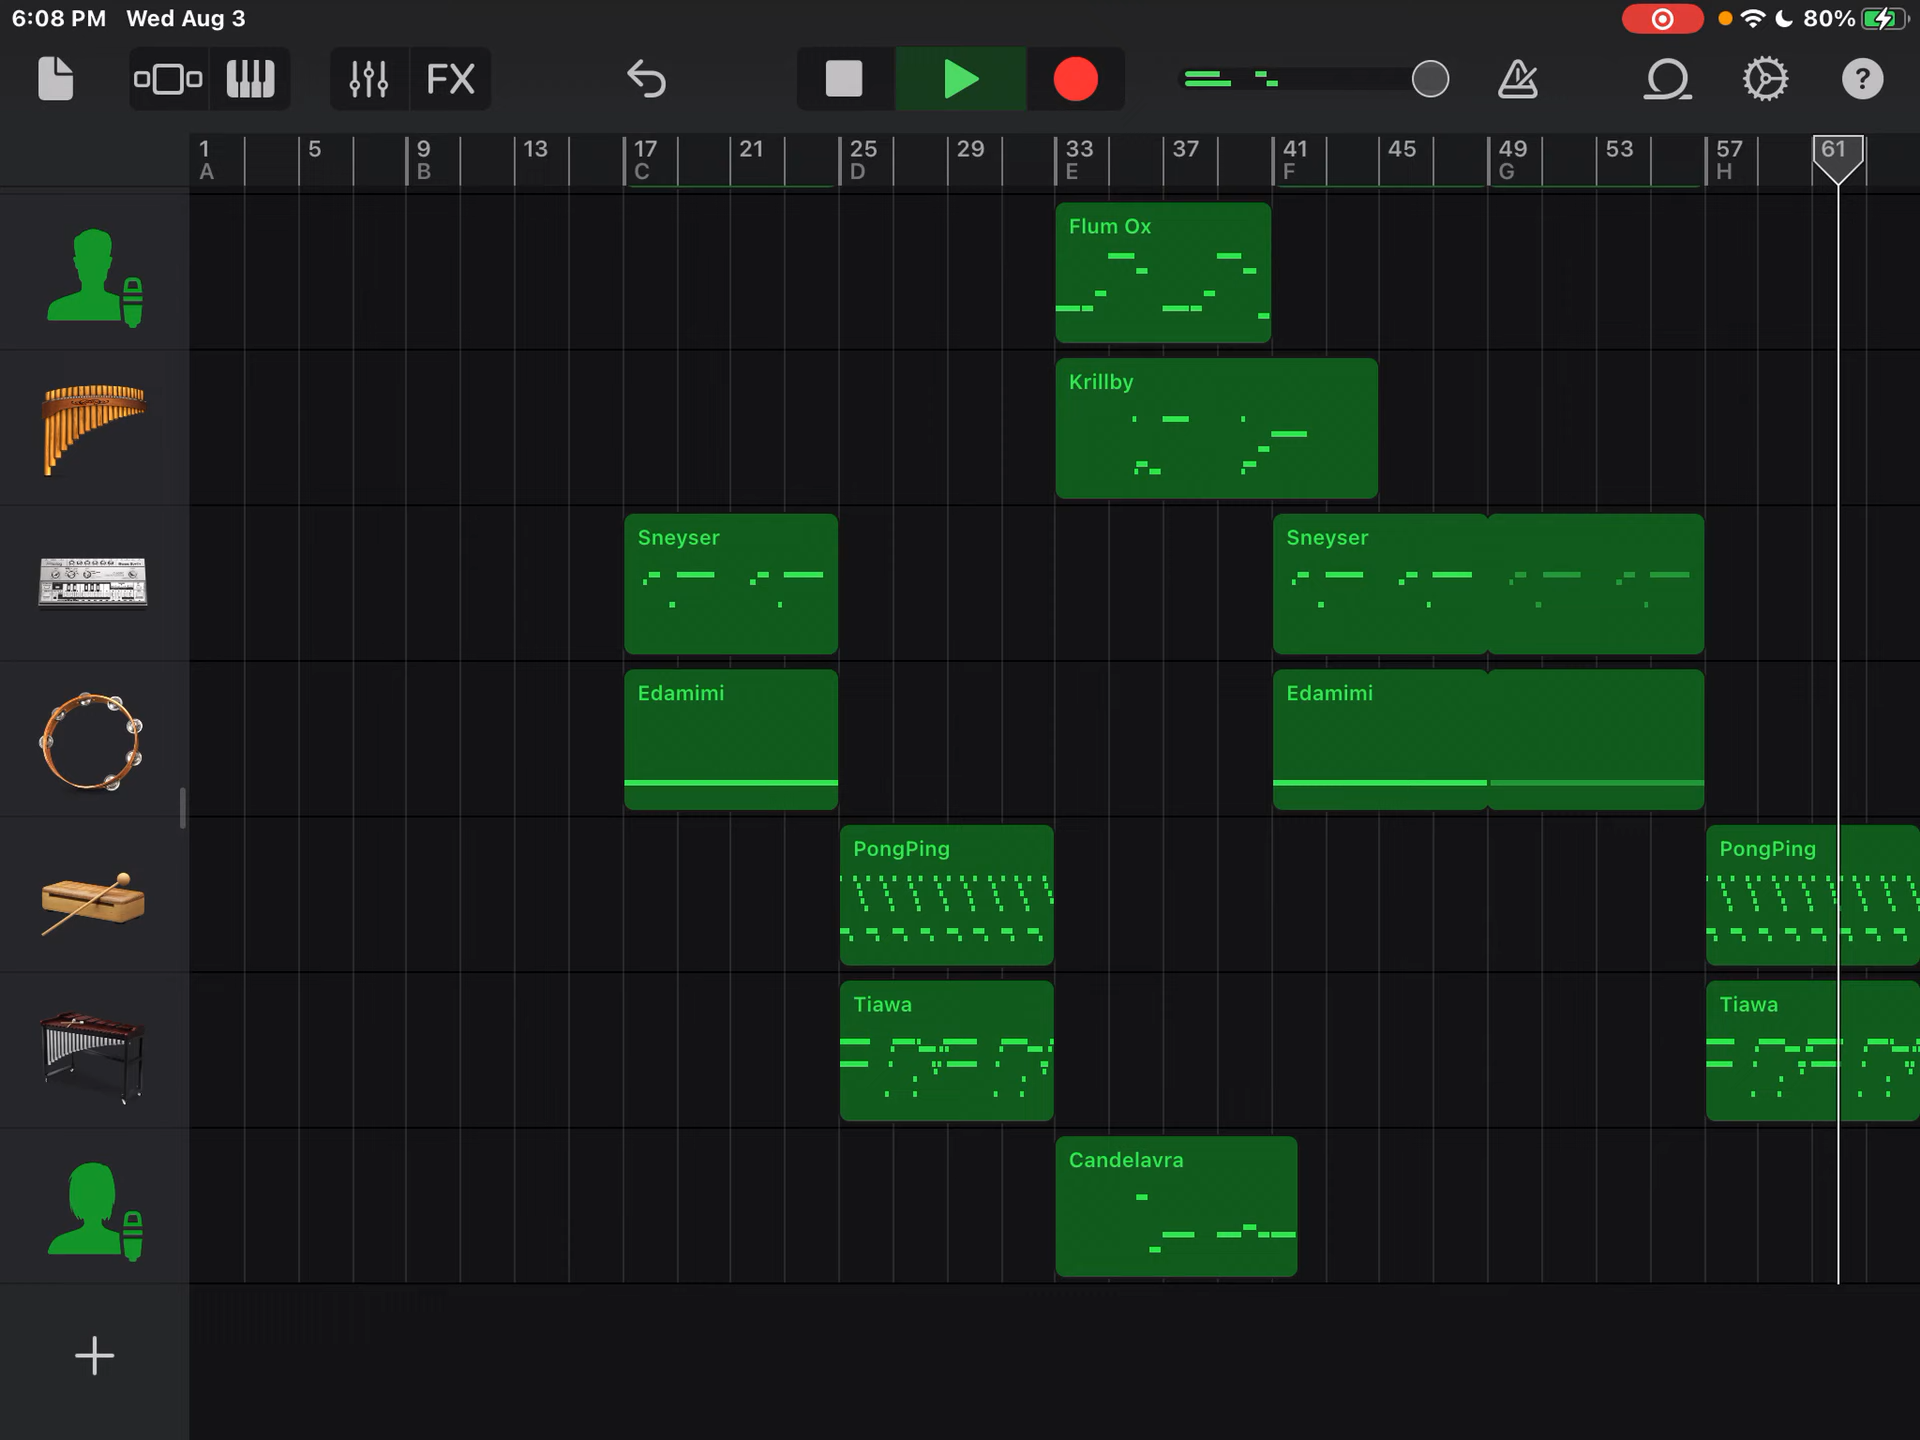 6:08 PM Wed Aug 3 80%
FX ?
1 5 9 13 17 21 25 29 33 37 41 45 49 53 57 61
A B C D E F G H
Flum Ox
Krillby
Sneyser Sneyser
Edamimi Edamimi
PongPing PongPing
Tiawa Tiawa
Candelavra